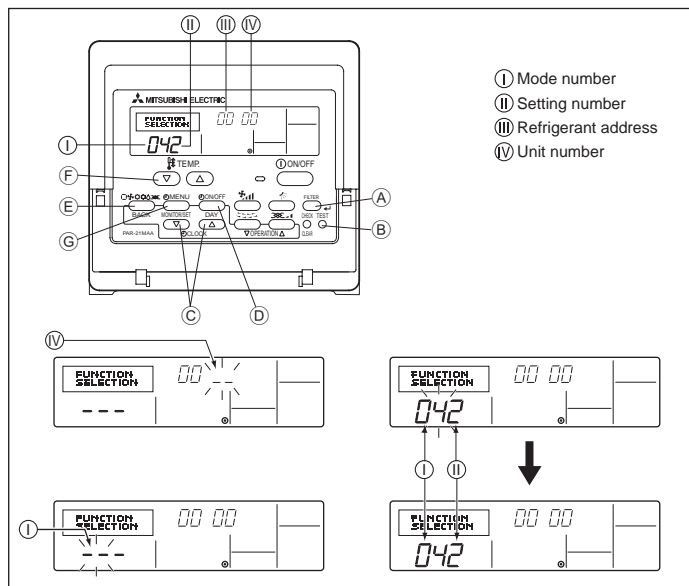 Ⅱ Ⅲ Ⅳ
Ⅰ Mode number
Ⅱ Setting number
Ⅲ Refrigerant address
Ⅳ Unit number
MITSUBISHI ELECTRIC
FUNCTION
SELECTION
00 00
Ⅰ 042
TEMP.
ON/OFF
F
E MENU ON/OFF FILTER A
BACK MONITOR/SET DAY CHECK TEST
B
G
PAR-21MAA CLOCK OPERATION CLEAR
C D
Ⅳ
FUNCTION
SELECTION
00 --
---
FUNCTION
SELECTION
00 00
042
Ⅰ Ⅱ
Ⅰ
FUNCTION
SELECTION
00 00
---
FUNCTION
SELECTION
00 00
042